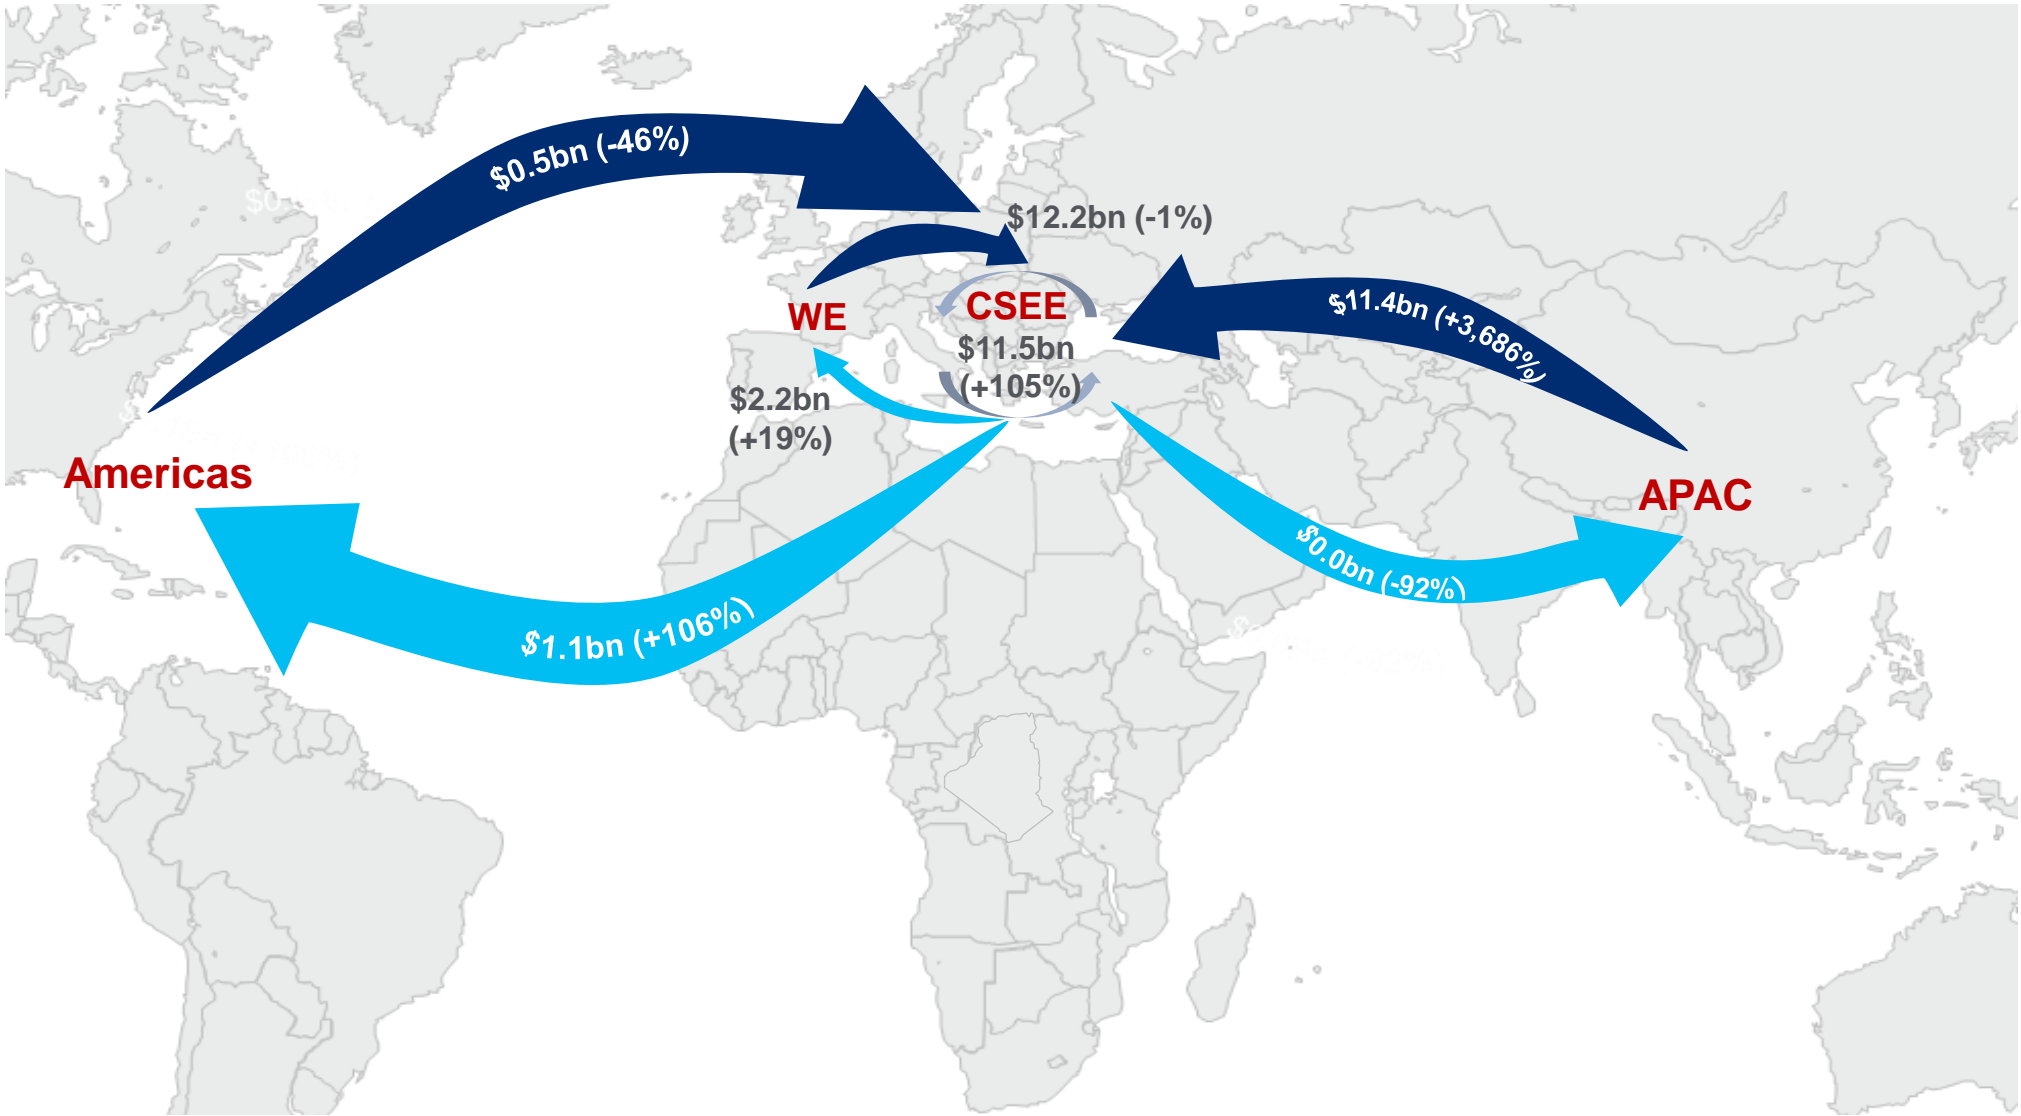 $0.5bn (-46%)
$12.2bn (-1%)
WE
CSEE
$11.5bn
(+105%)
$11.4bn (+3,686%)
$2.2bn
(+19%)
Americas
APAC
$0.0bn (-92%)
$1.1bn (+106%)